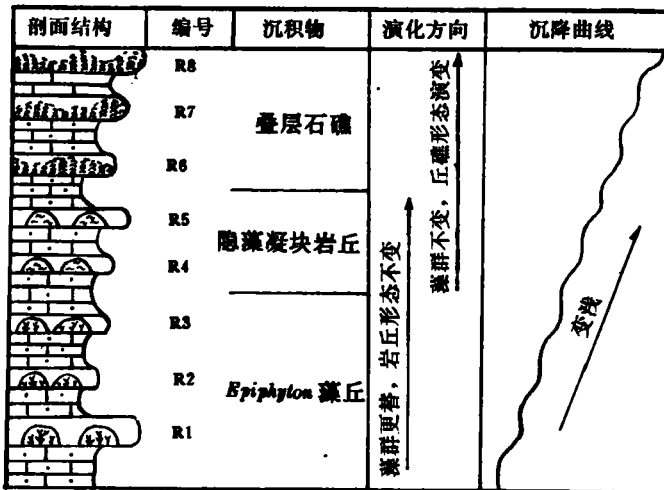 剖面结构 编号 沉积物 演化方向 沉降曲线
R8
R7
叠层石礁
R6
R5
隐藻凝块岩丘
R4
R3
R2
Epiphyton 藻丘
R1
藻群更替，岩丘形态不变
藻群不变，丘礁形态演变
变浅